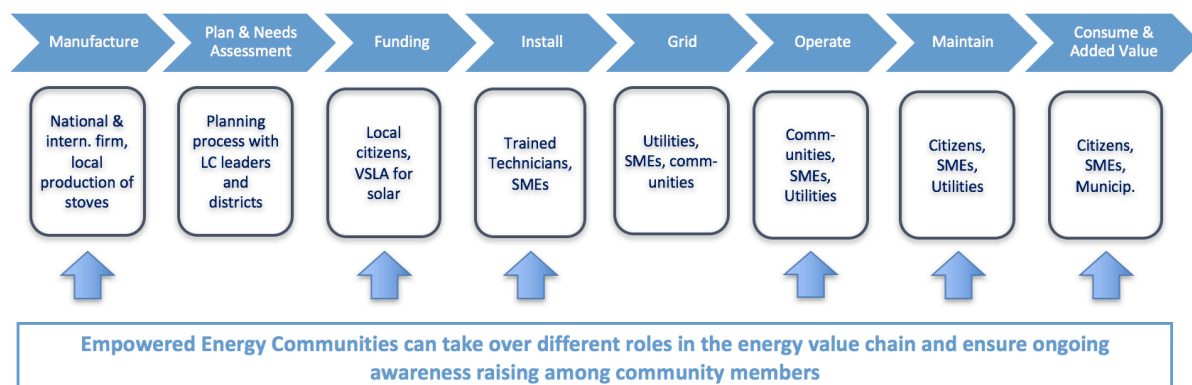 Manufacture
Plan & Needs
Assessment
Funding
Install
Grid
Operate
Maintain
Consume &
Added Value
National &
intern. firm,
local
production of
stoves
Planning
process with
LC leaders
and
districts
Local
citizens,
VSLA for
solar
Trained
Technicians,
SMEs
Utilities,
SMEs, comm-
unities
Comm-
unities,
SMEs,
Utilities
Citizens,
SMEs,
Utilities
Citizens,
SMEs,
Municip.
Empowered Energy Communities can take over different roles in the energy value chain and ensure ongoing
awareness raising among community members